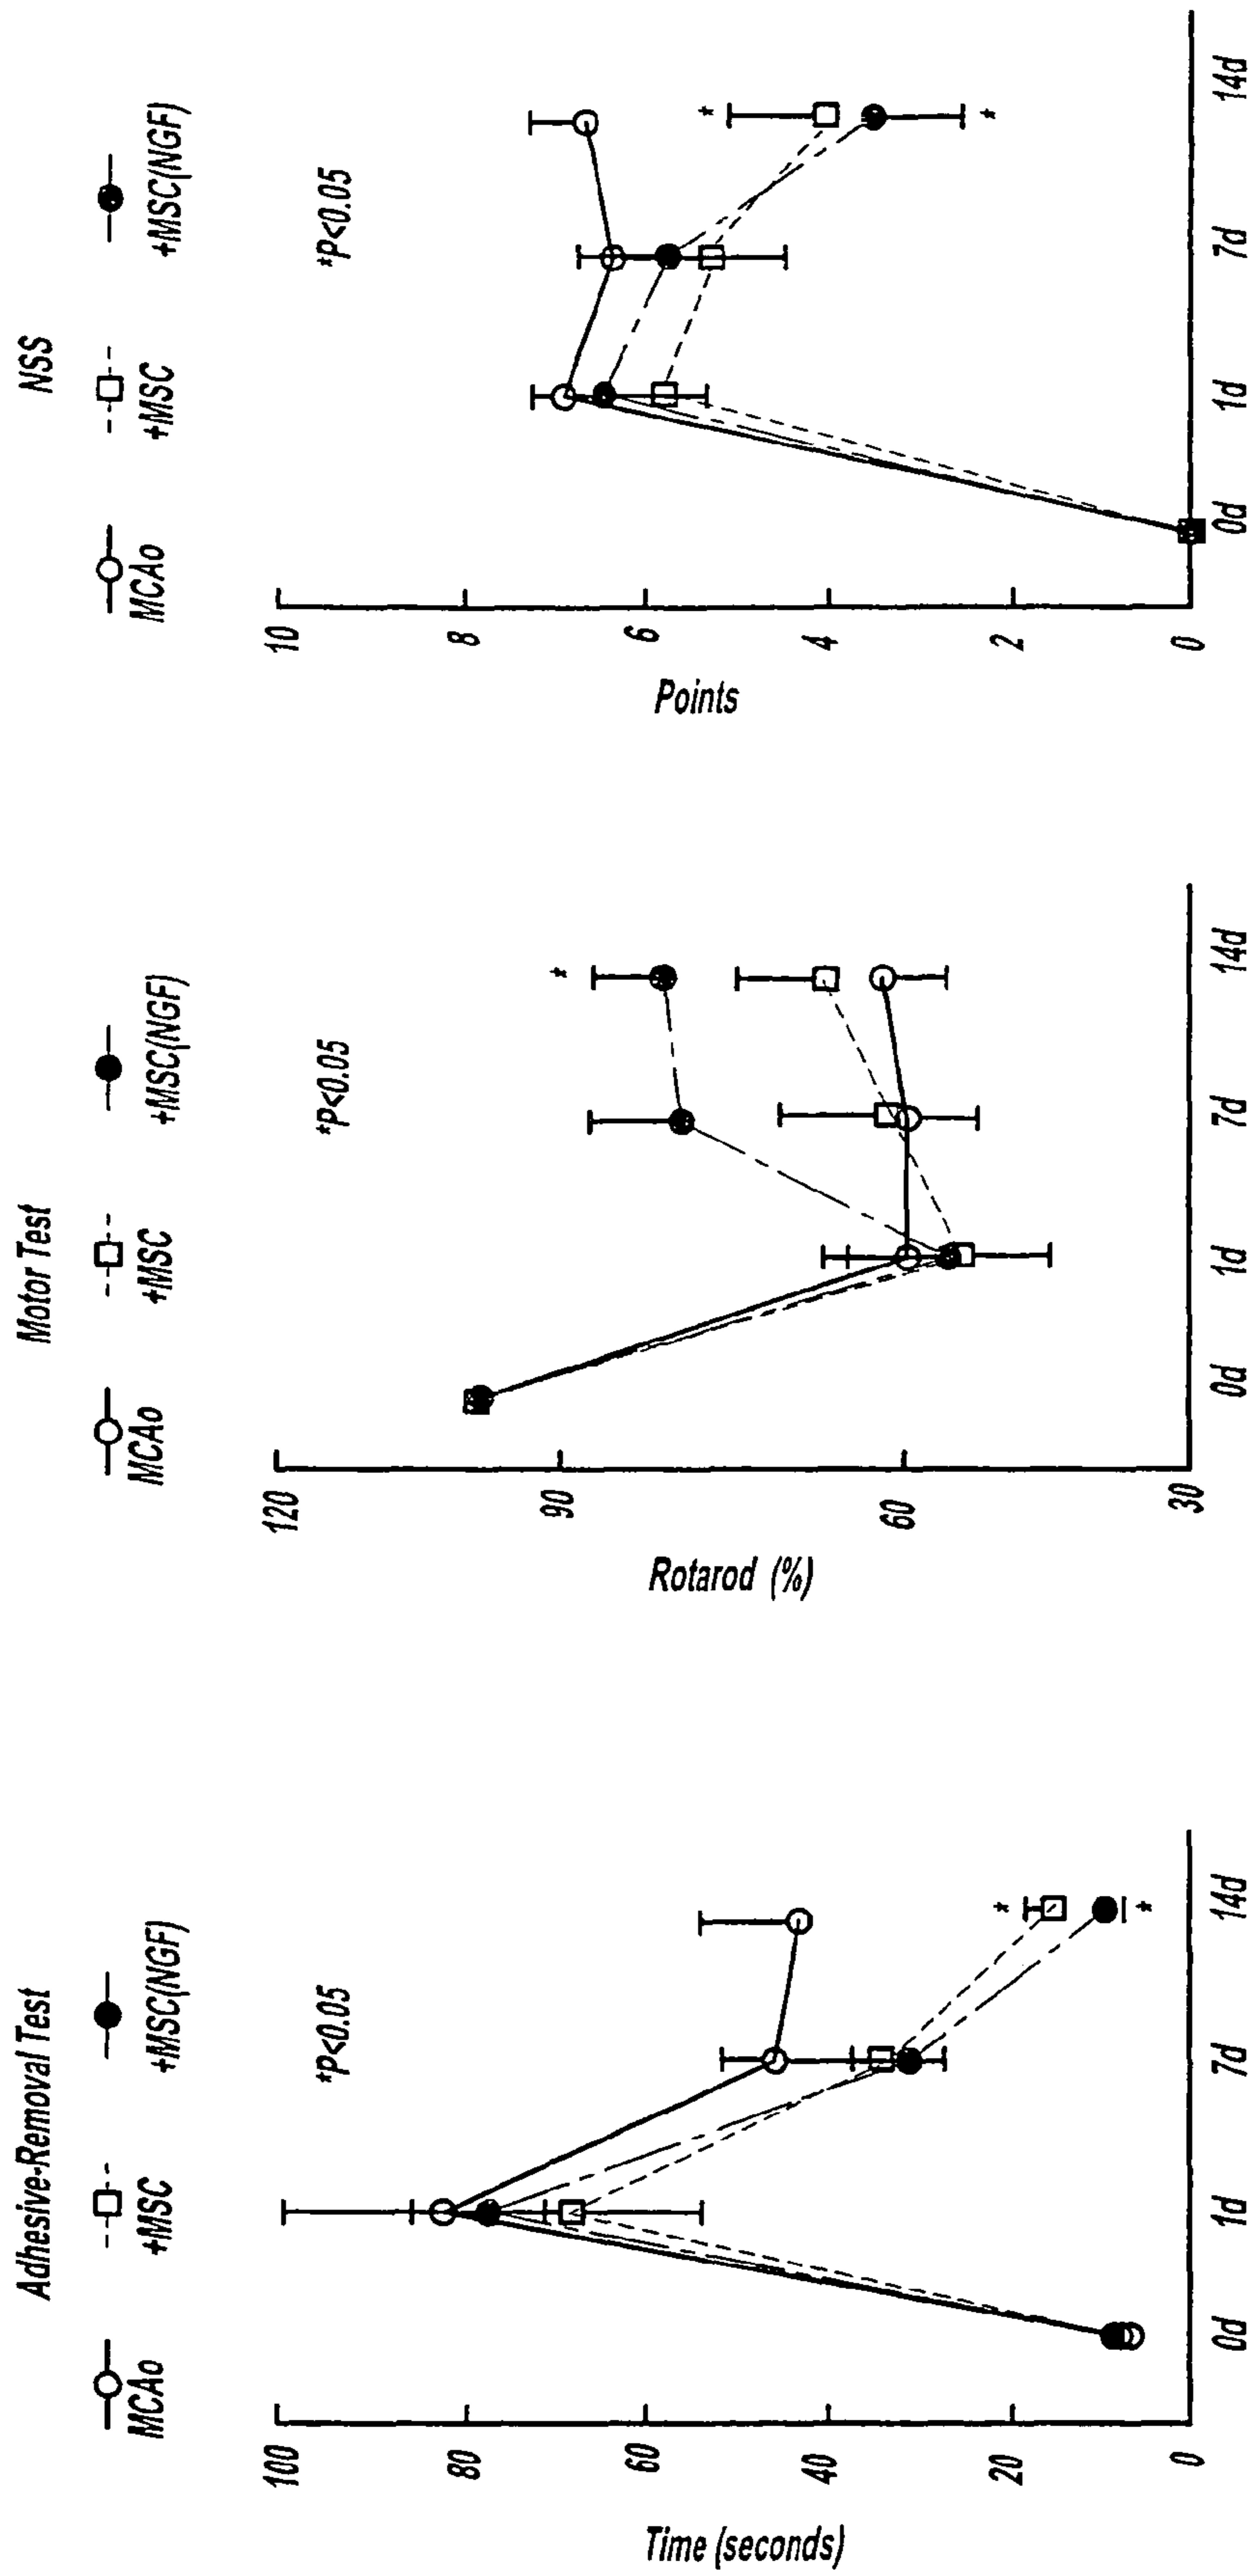 Adhesive-Removal Test
MCAo
+MSC
+MSC(NGF)
*P<0.05
Time (seconds)
100
80
60
40
20
0
*
*
0d 1d 7d 14d
Motor Test
MCAo
+MSC
+MSC(NGF)
*P<0.05
Rotarod (%)
120
90
60
30
*
0d 1d 7d 14d
NSS
MCAo
+MSC
+MSC(NGF)
*P<0.05
Points
10
8
6
4
2
0
*
*
0d 1d 7d 14d